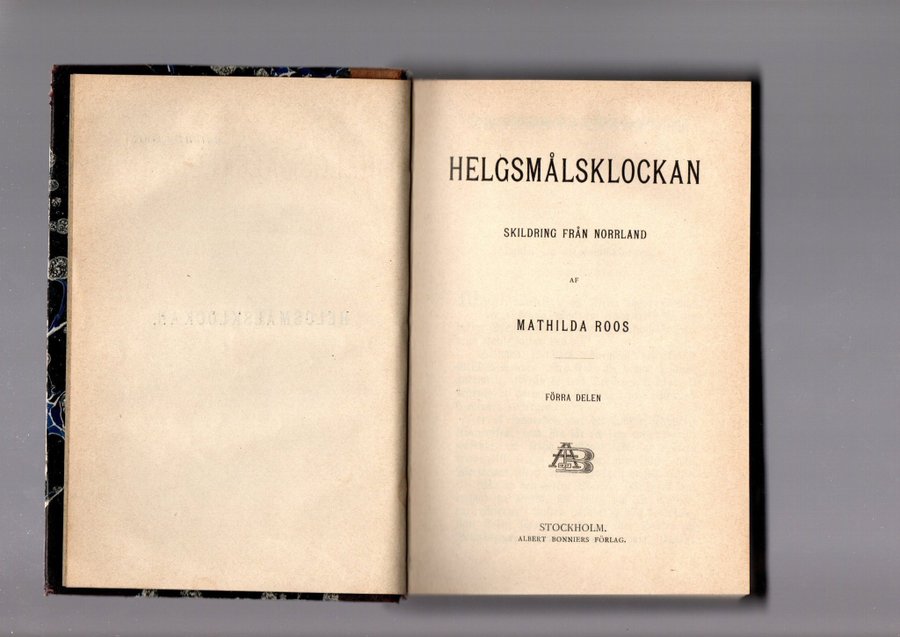 HELGSMÅLSKLOCKAN
SKILDRING FRÅN NORRLAND
AF
MATHILDA ROOS
FÖRRA DELEN
AB
STOCKHOLM.
ALBERT BONNIERS FÖRLAG.